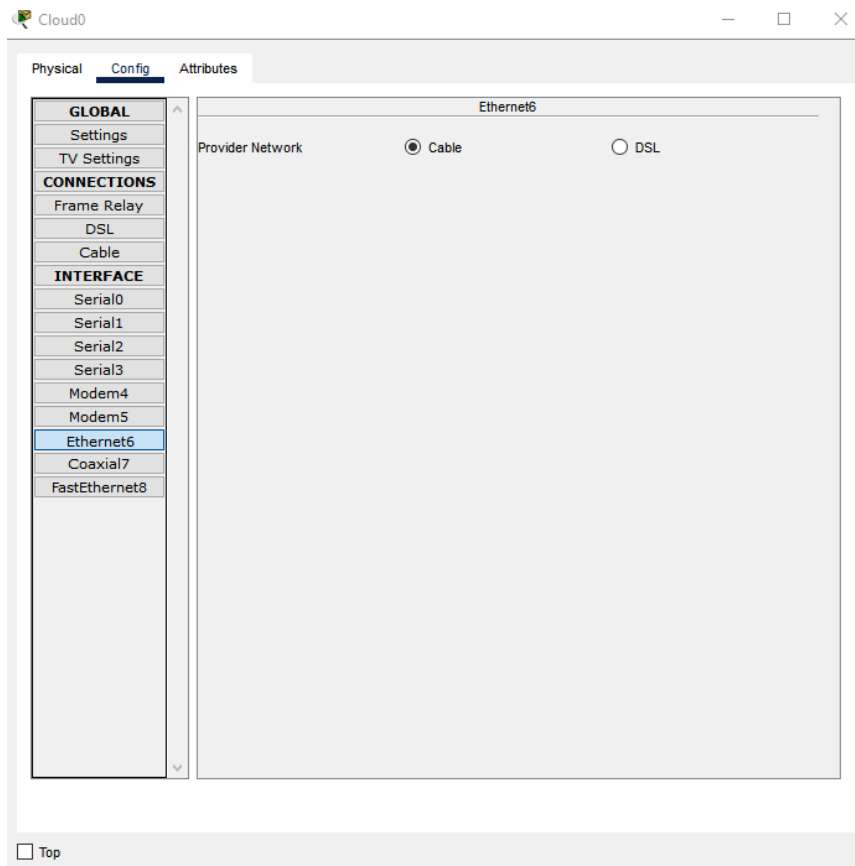 Cloud0
Physical Config Attributes
GLOBAL
Settings
TV Settings
CONNECTIONS
Frame Relay
DSL
Cable
INTERFACE
Serial0
Serial1
Serial2
Serial3
Modem4
Modem5
Ethernet6
Coaxial7
FastEthernet8
Ethernet6
Provider Network Cable DSL
Top